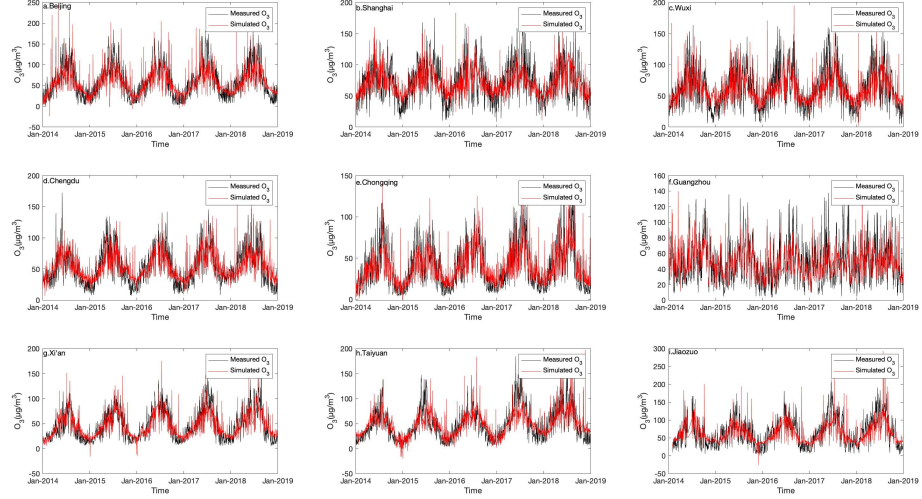 a.Beijing
Measured O3
Simulated O3
O3(µg/m³)
250
200
150
100
50
0
-50
Jan-2014 Jan-2015 Jan-2016 Jan-2017 Jan-2018 Jan-2019
Time
b.Shanghai
Measured O3
Simulated O3
O3(µg/m³)
200
150
100
50
0
Jan-2014 Jan-2015 Jan-2016 Jan-2017 Jan-2018 Jan-2019
Time
c.Wuxi
Measured O3
Simulated O3
O3(µg/m³)
200
150
100
50
0
Jan-2014 Jan-2015 Jan-2016 Jan-2017 Jan-2018 Jan-2019
Time
d.Chengdu
Measured O3
Simulated O3
O3(µg/m³)
200
150
100
50
0
Jan-2014 Jan-2015 Jan-2016 Jan-2017 Jan-2018 Jan-2019
Time
e.Chongqing
Measured O3
Simulated O3
O3(µg/m³)
150
100
50
0
Jan-2014 Jan-2015 Jan-2016 Jan-2017 Jan-2018 Jan-2019
Time
f.Guangzhou
Measured O3
Simulated O3
O3(µg/m³)
160
140
120
100
80
60
40
20
0
Jan-2014 Jan-2015 Jan-2016 Jan-2017 Jan-2018 Jan-2019
Time
g.Xi'an
Measured O3
Simulated O3
O3(µg/m³)
200
150
100
50
0
-50
Jan-2014 Jan-2015 Jan-2016 Jan-2017 Jan-2018 Jan-2019
Time
h.Taiyuan
Measured O3
Simulated O3
O3(µg/m³)
200
150
100
50
0
-50
Jan-2014 Jan-2015 Jan-2016 Jan-2017 Jan-2018 Jan-2019
Time
i.Jiaozuo
Measured O3
Simulated O3
O3(µg/m³)
300
250
200
150
100
50
0
-50
Jan-2014 Jan-2015 Jan-2016 Jan-2017 Jan-2018 Jan-2019
Time